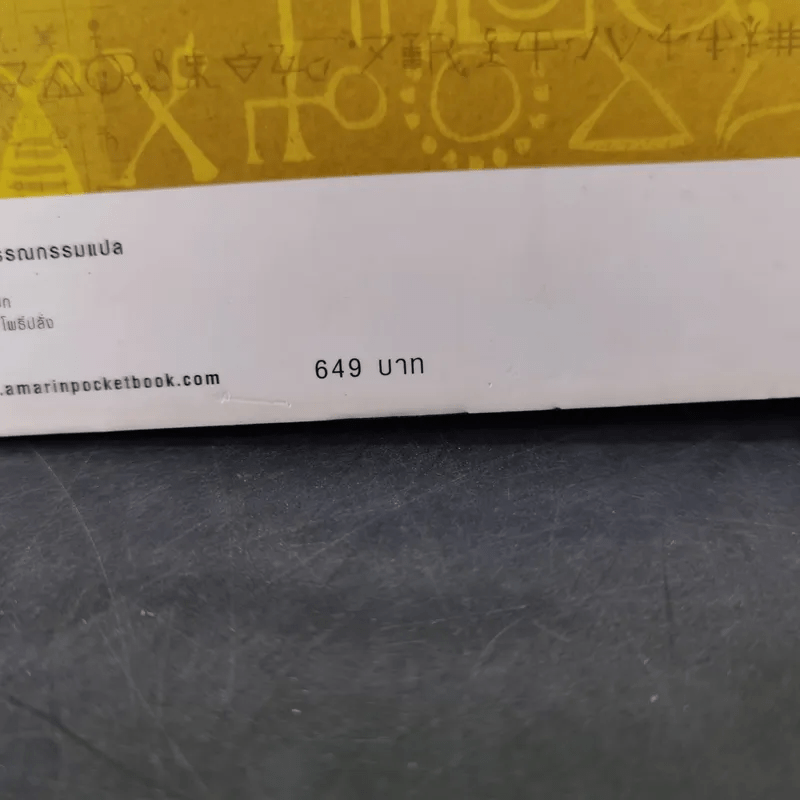 รรณกรรมแปล
โพธิปลั่ง
.amarinpocketbook.com
649 บาท